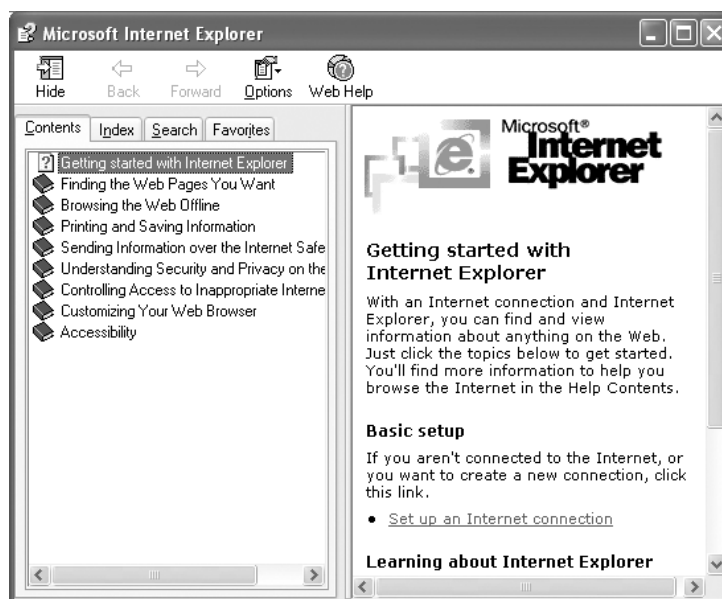 Microsoft Internet Explorer
Hide Back Forward Options Web Help
Contents Index Search Favorites
Getting started with Internet Explorer
Finding the Web Pages You Want
Browsing the Web Offline
Printing and Saving Information
Sending Information over the Internet Safe
Understanding Security and Privacy on the
Controlling Access to Inappropriate Interne
Customizing Your Web Browser
Accessibility
Microsoft®
Internet
Explorer
Getting started with
Internet Explorer
With an Internet connection and Internet
Explorer, you can find and view
information about anything on the Web.
Just click the topics below to get started.
You'll find more information to help you
browse the Internet in the Help Contents.
Basic setup
If you aren't connected to the Internet, or
you want to create a new connection, click
this link.
• Set up an Internet connection
Learning about Internet Explorer